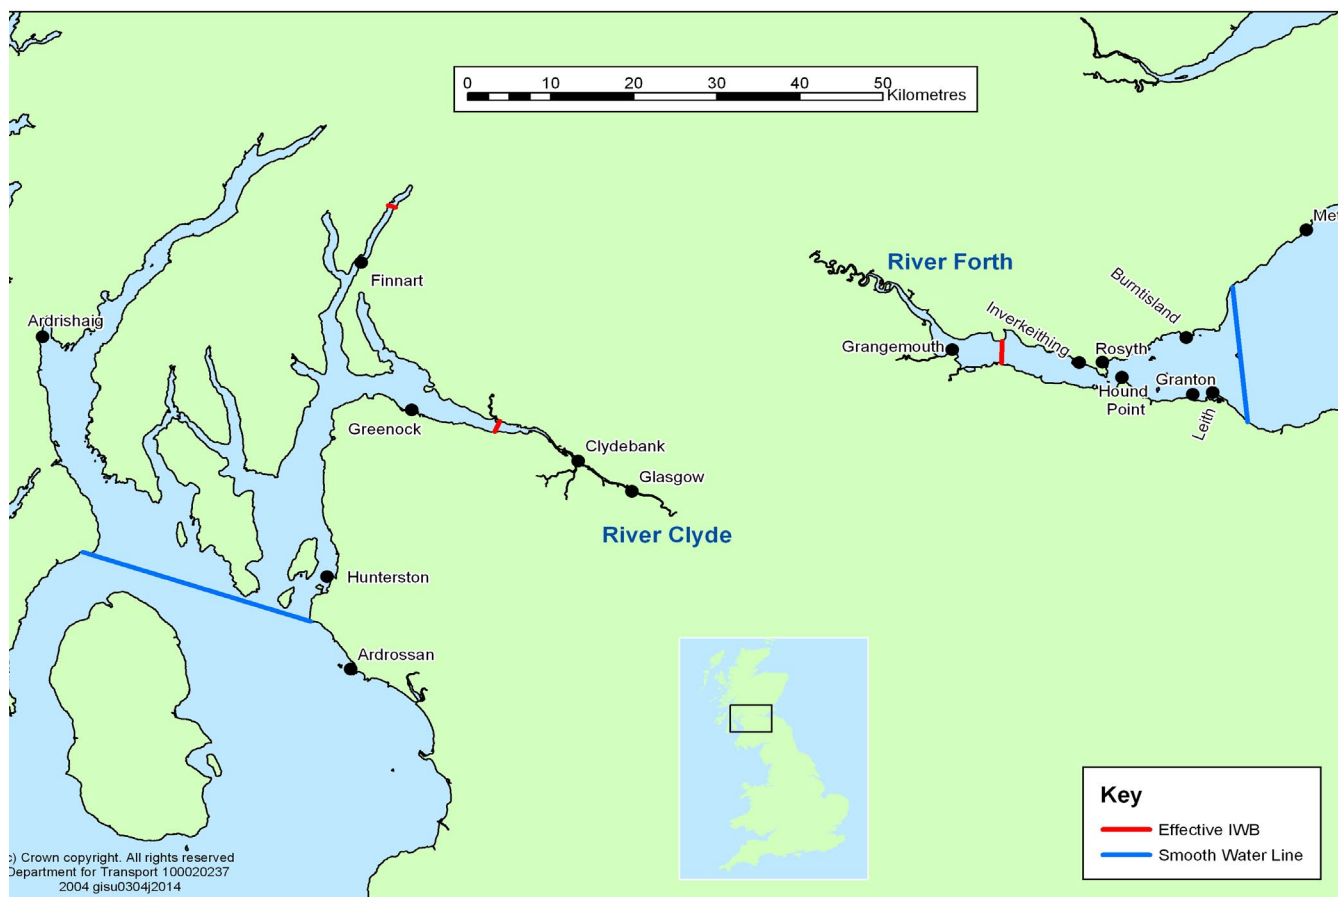 0 10 20 30 40 50
Kilometres
Met
River Forth
Finnart
Burntisland
Ardrishaig
Inverkeithing
Grangemouth
Rosyth
Hound
Point
Granton
Leith
Greenock
Clydebank
Glasgow
River Clyde
Hunterston
Ardrossan
Key
Effective IWB
Smooth Water Line
c) Crown copyright. All rights reserved
Department for Transport 100020237
2004 gisu0304j2014